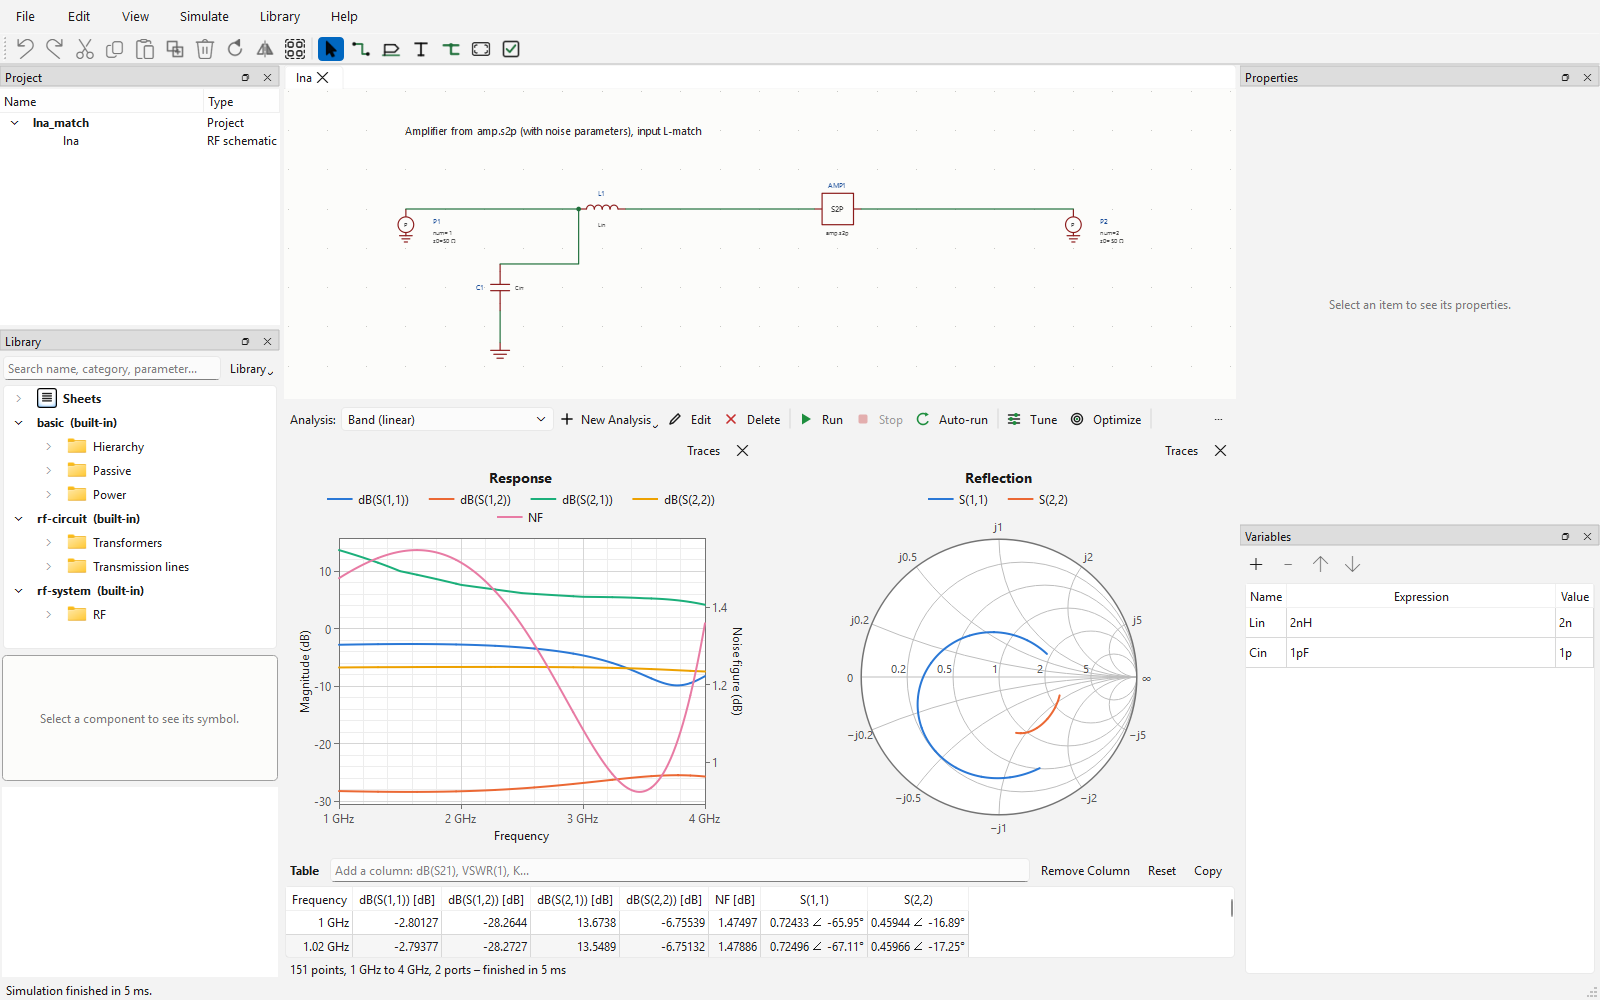 File Edit View Simulate Library Help
Project
Name Type
lna_match Project
lna RF schematic
Library
Search name, category, parameter... Library
Sheets
basic (built-in)
Hierarchy
Passive
Power
rf-circuit (built-in)
Transformers
Transmission lines
rf-system (built-in)
RF
Select a component to see its symbol.
lna
Amplifier from amp.s2p (with noise parameters), input L-match
P
P1
num=1
z0=50 Ω
L1
Lin
C1
Cin
AMP1
S2P
amp.s2p
P
P2
num=2
z0=50 Ω
Analysis: Band (linear) New Analysis Edit Delete Run Stop Auto-run Tune Optimize ...
Traces
Response
dB(S(1,1)) dB(S(1,2)) dB(S(2,1)) dB(S(2,2))
NF
Magnitude (dB)
10
0
-10
-20
-30
1 GHz 2 GHz 3 GHz 4 GHz
Frequency
1.4
1.2
1
Noise figure (dB)
Traces
Reflection
S(1,1) S(2,2)
j1
j0.5 j2
j0.2 j5
0 0.2 0.5 1 2 5 ∞
−j0.2 −j5
−j0.5 −j2
−j1
Table Add a column: dB(S21), VSWR(1), K... Remove Column Reset Copy
Frequency dB(S(1,1)) [dB] dB(S(1,2)) [dB] dB(S(2,1)) [dB] dB(S(2,2)) [dB] NF [dB] S(1,1) S(2,2)
1 GHz -2.80127 -28.2644 13.6738 -6.75539 1.47497 0.72433 ∠ -65.95° 0.45944 ∠ -16.89°
1.02 GHz -2.79377 -28.2727 13.5489 -6.75132 1.47886 0.72496 ∠ -67.11° 0.45966 ∠ -17.25°
151 points, 1 GHz to 4 GHz, 2 ports – finished in 5 ms
Properties
Select an item to see its properties.
Variables
Name Expression Value
Lin 2nH 2n
Cin 1pF 1p
Simulation finished in 5 ms.